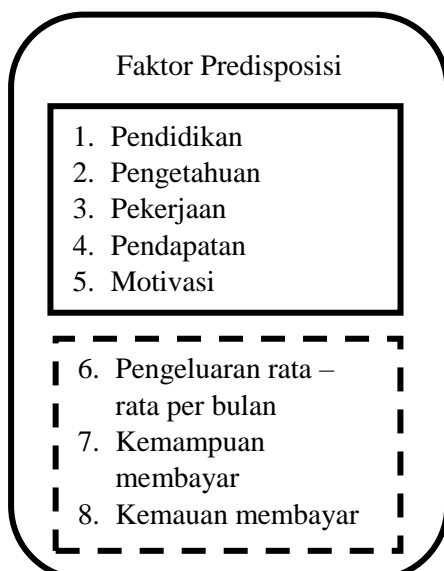 Faktor Predisposisi
1. Pendidikan
2. Pengetahuan
3. Pekerjaan
4. Pendapatan
5. Motivasi
6. Pengeluaran rata –
rata per bulan
7. Kemampuan
membayar
8. Kemauan membayar